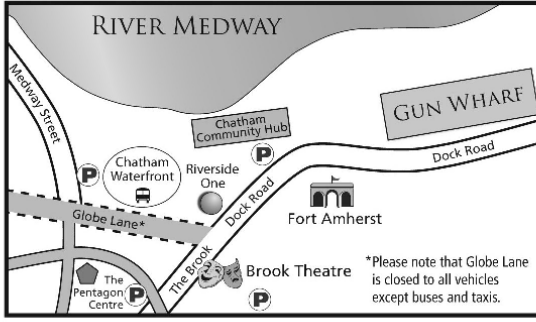 RIVER MEDWAY
Medway Street
GUN WHARF
Chatham
Community Hub
P
Dock Road
P
Chatham
Waterfront
Riverside
One
Dock Road
Fort Amherst
Globe Lane*
The Brook
*Please note that Globe Lane
is closed to all vehicles
except buses and taxis.
Brook Theatre
The
Pentagon
Centre
P
P